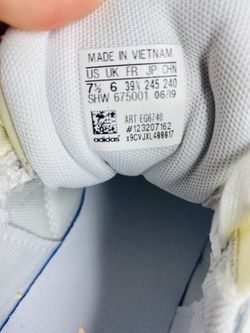 MADE IN VIETNAM
US UK FR JP CHN
7½ 6 39⅓ 245 240
SHW 675001 06/19
ART EG6740
adidas #123207162